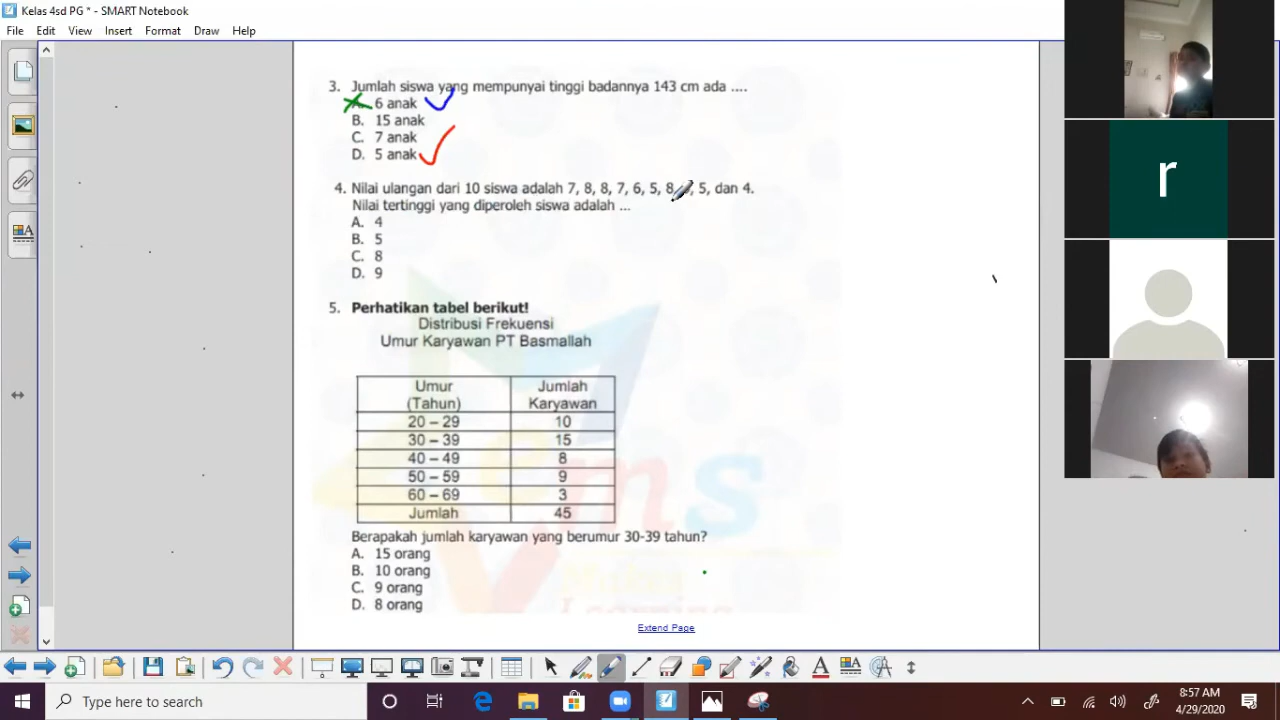 Kelas 4sd PG * - SMART Notebook
File Edit View Insert Format Draw Help
3. Jumlah siswa yang mempunyai tinggi badannya 143 cm ada ....
6 anak
B. 15 anak
C. 7 anak
D. 5 anak
4. Nilai ulangan dari 10 siswa adalah 7, 8, 8, 7, 6, 5, 8, , 5, dan 4.
Nilai tertinggi yang diperoleh siswa adalah ...
A. 4
B. 5
C. 8
D. 9
5. Perhatikan tabel berikut!
Distribusi Frekuensi
Umur Karyawan PT Basmallah
Umur (Tahun) Jumlah Karyawan
20 – 29 10
30 – 39 15
40 – 49 8
50 – 59 9
60 – 69 3
Jumlah 45
Berapakah jumlah karyawan yang berumur 30-39 tahun?
A. 15 orang
B. 10 orang
C. 9 orang
D. 8 orang
Extend Page
r
Type here to search
8:57 AM
4/29/2020